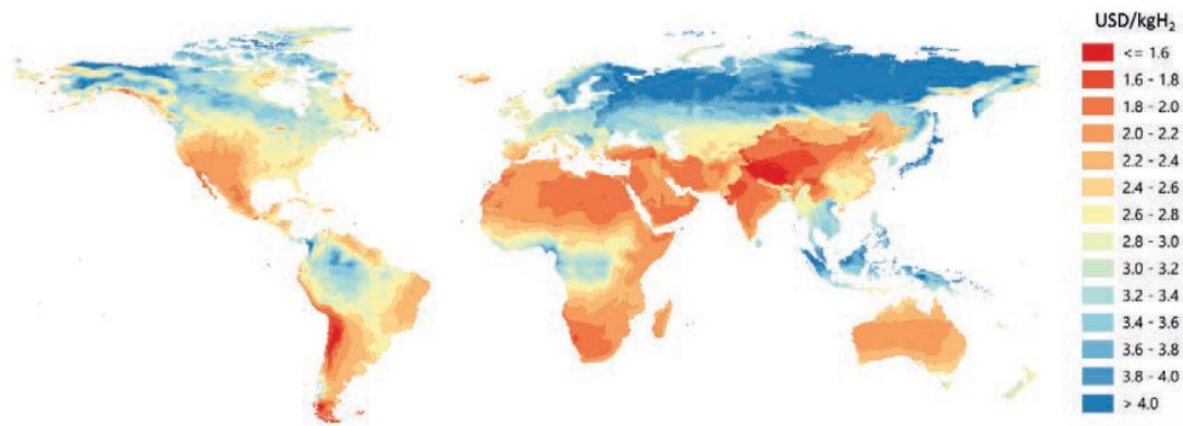 USD/kgH₂
<= 1.6
1.6 - 1.8
1.8 - 2.0
2.0 - 2.2
2.2 - 2.4
2.4 - 2.6
2.6 - 2.8
2.8 - 3.0
3.0 - 3.2
3.2 - 3.4
3.4 - 3.6
3.6 - 3.8
3.8 - 4.0
> 4.0